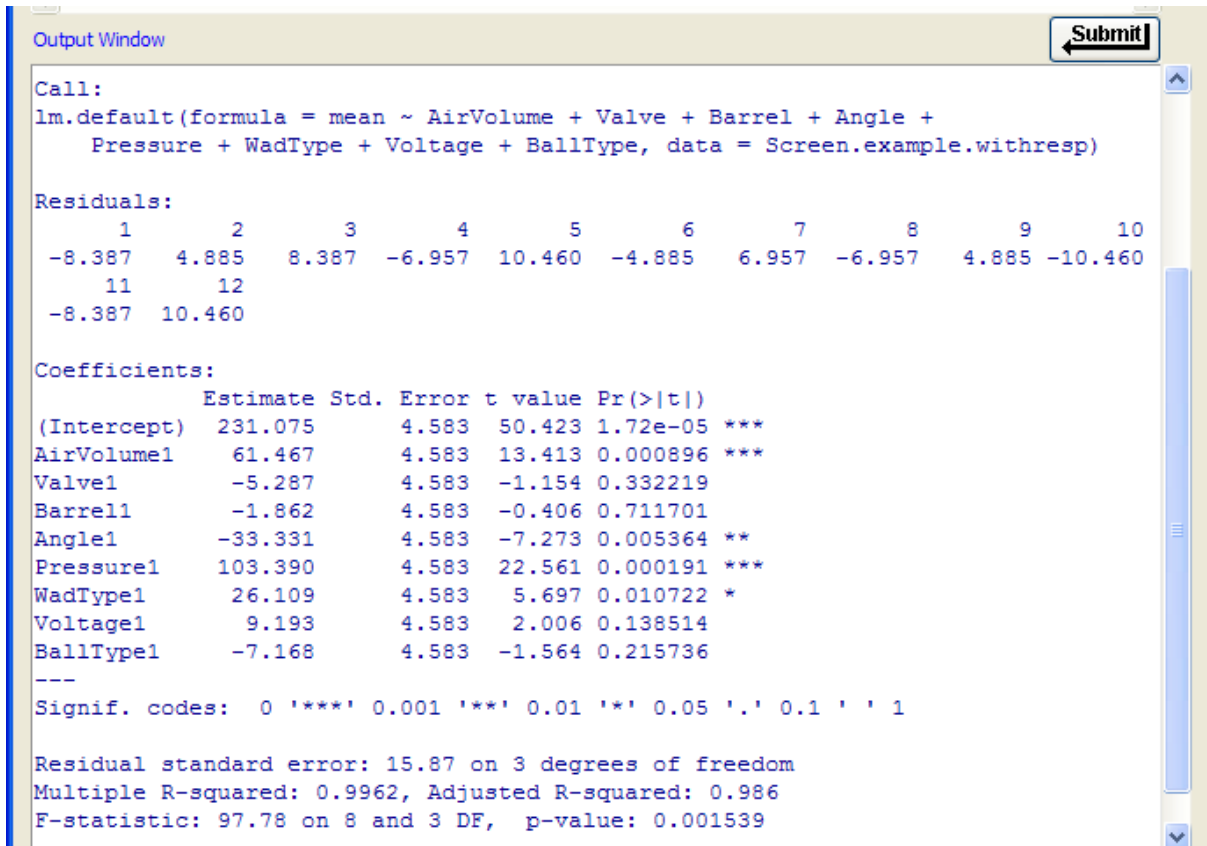 Output Window
Submit
Call:
lm.default(formula = mean ~ AirVolume + Valve + Barrel + Angle +
    Pressure + WadType + Voltage + BallType, data = Screen.example.withresp)
Residuals:
      1       2       3       4       5       6       7       8       9      10
 -8.387   4.885   8.387  -6.957  10.460  -4.885   6.957  -6.957   4.885 -10.460
     11      12
 -8.387  10.460
Coefficients:
            Estimate Std. Error t value Pr(>|t|)
(Intercept)  231.075      4.583  50.423 1.72e-05 ***
AirVolume1    61.467      4.583  13.413 0.000896 ***
Valve1        -5.287      4.583  -1.154 0.332219
Barrel1       -1.862      4.583  -0.406 0.711701
Angle1       -33.331      4.583  -7.273 0.005364 **
Pressure1    103.390      4.583  22.561 0.000191 ***
WadType1      26.109      4.583   5.697 0.010722 *
Voltage1       9.193      4.583   2.006 0.138514
BallType1     -7.168      4.583  -1.564 0.215736
---
Signif. codes:  0 '***' 0.001 '**' 0.01 '*' 0.05 '.' 0.1 ' ' 1
Residual standard error: 15.87 on 3 degrees of freedom
Multiple R-squared: 0.9962, Adjusted R-squared: 0.986
F-statistic: 97.78 on 8 and 3 DF,  p-value: 0.001539